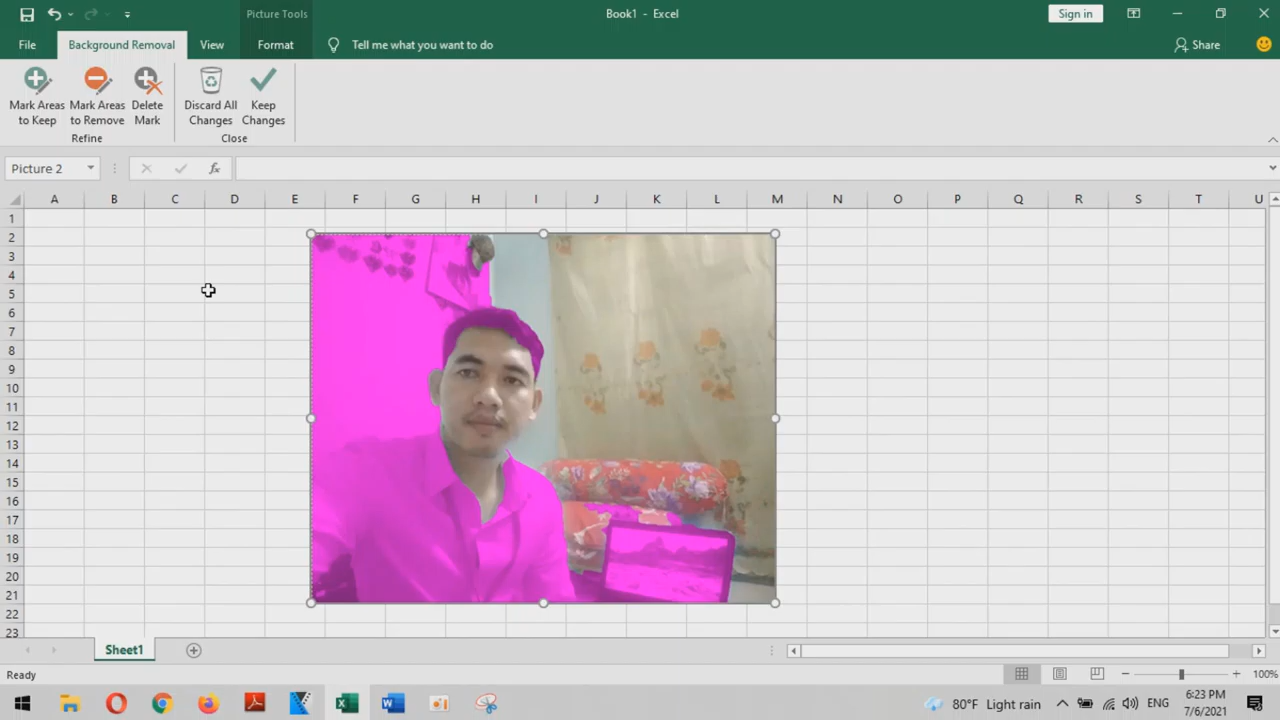 Picture Tools
Book1 - Excel
Sign in
File
Background Removal
View
Format
Tell me what you want to do
Share
Mark Areas to Keep
Mark Areas to Remove
Delete Mark
Discard All Changes
Keep Changes
Refine
Close
Picture 2
fx
A B C D E F G H I J K L M N O P Q R S T U
1
2
3
4
5
6
7
8
9
10
11
12
13
14
15
16
17
18
19
20
21
22
23
Sheet1
Ready
100%
80°F Light rain
ENG
6:23 PM
7/6/2021